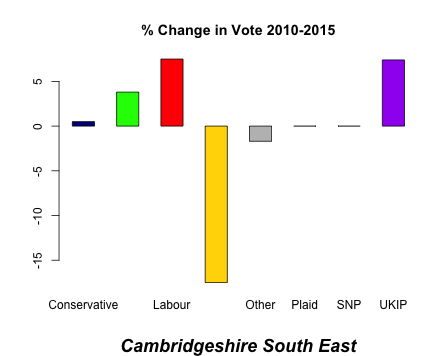 % Change in Vote 2010-2015
5
0
-5
-10
-15
Conservative Labour Other Plaid SNP UKIP
Cambridgeshire South East